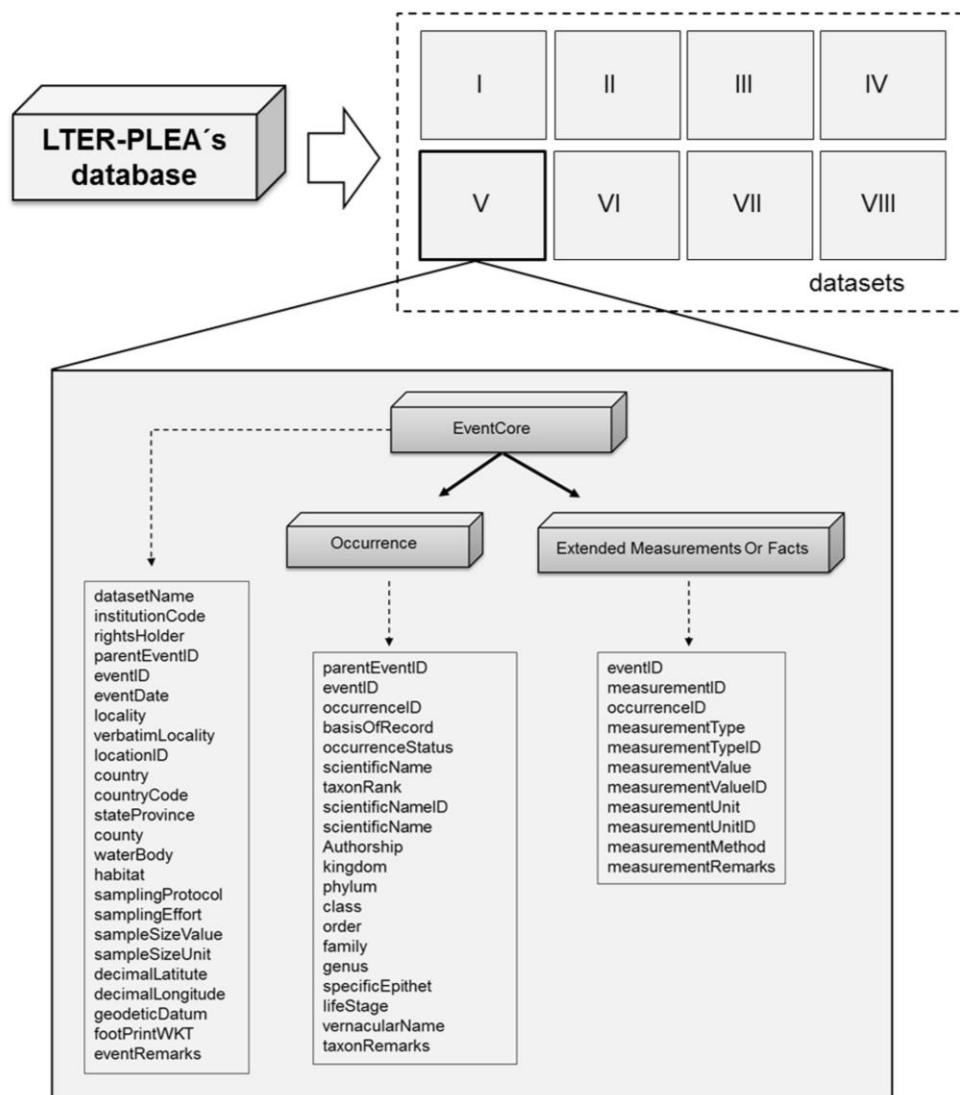 LTER-PLEA´s
database
I
II
III
IV
V
VI
VII
VIII
datasets
EventCore
Occurrence
Extended Measurements Or Facts
datasetName
institutionCode
rightsHolder
parentEventID
eventID
eventDate
locality
verbatimLocality
locationID
country
countryCode
stateProvince
county
waterBody
habitat
samplingProtocol
samplingEffort
sampleSizeValue
sampleSizeUnit
decimalLatitute
decimalLongitude
geodeticDatum
footPrintWKT
eventRemarks
parentEventID
eventID
occurrenceID
basisOfRecord
occurrenceStatus
scientificName
taxonRank
scientificNameID
scientificName
Authorship
kingdom
phylum
class
order
family
genus
specificEpithet
lifeStage
vernacularName
taxonRemarks
eventID
measurementID
occurrenceID
measurementType
measurementTypeID
measurementValue
measurementValueID
measurementUnit
measurementUnitID
measurementMethod
measurementRemarks